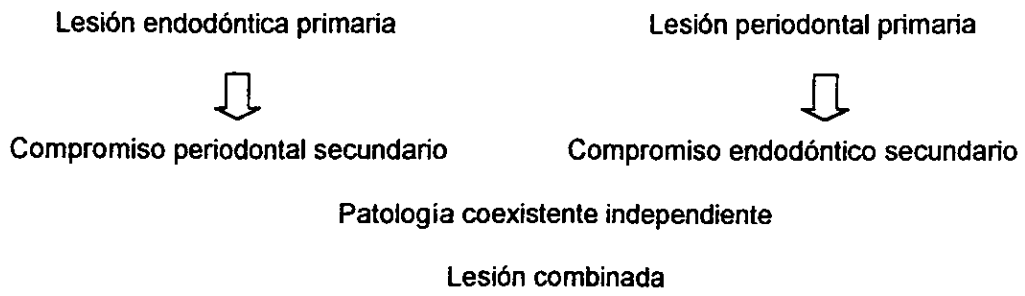 Lesión endodóntica primaria
Lesión periodontal primaria
Compromiso periodontal secundario
Compromiso endodóntico secundario
Patología coexistente independiente
Lesión combinada